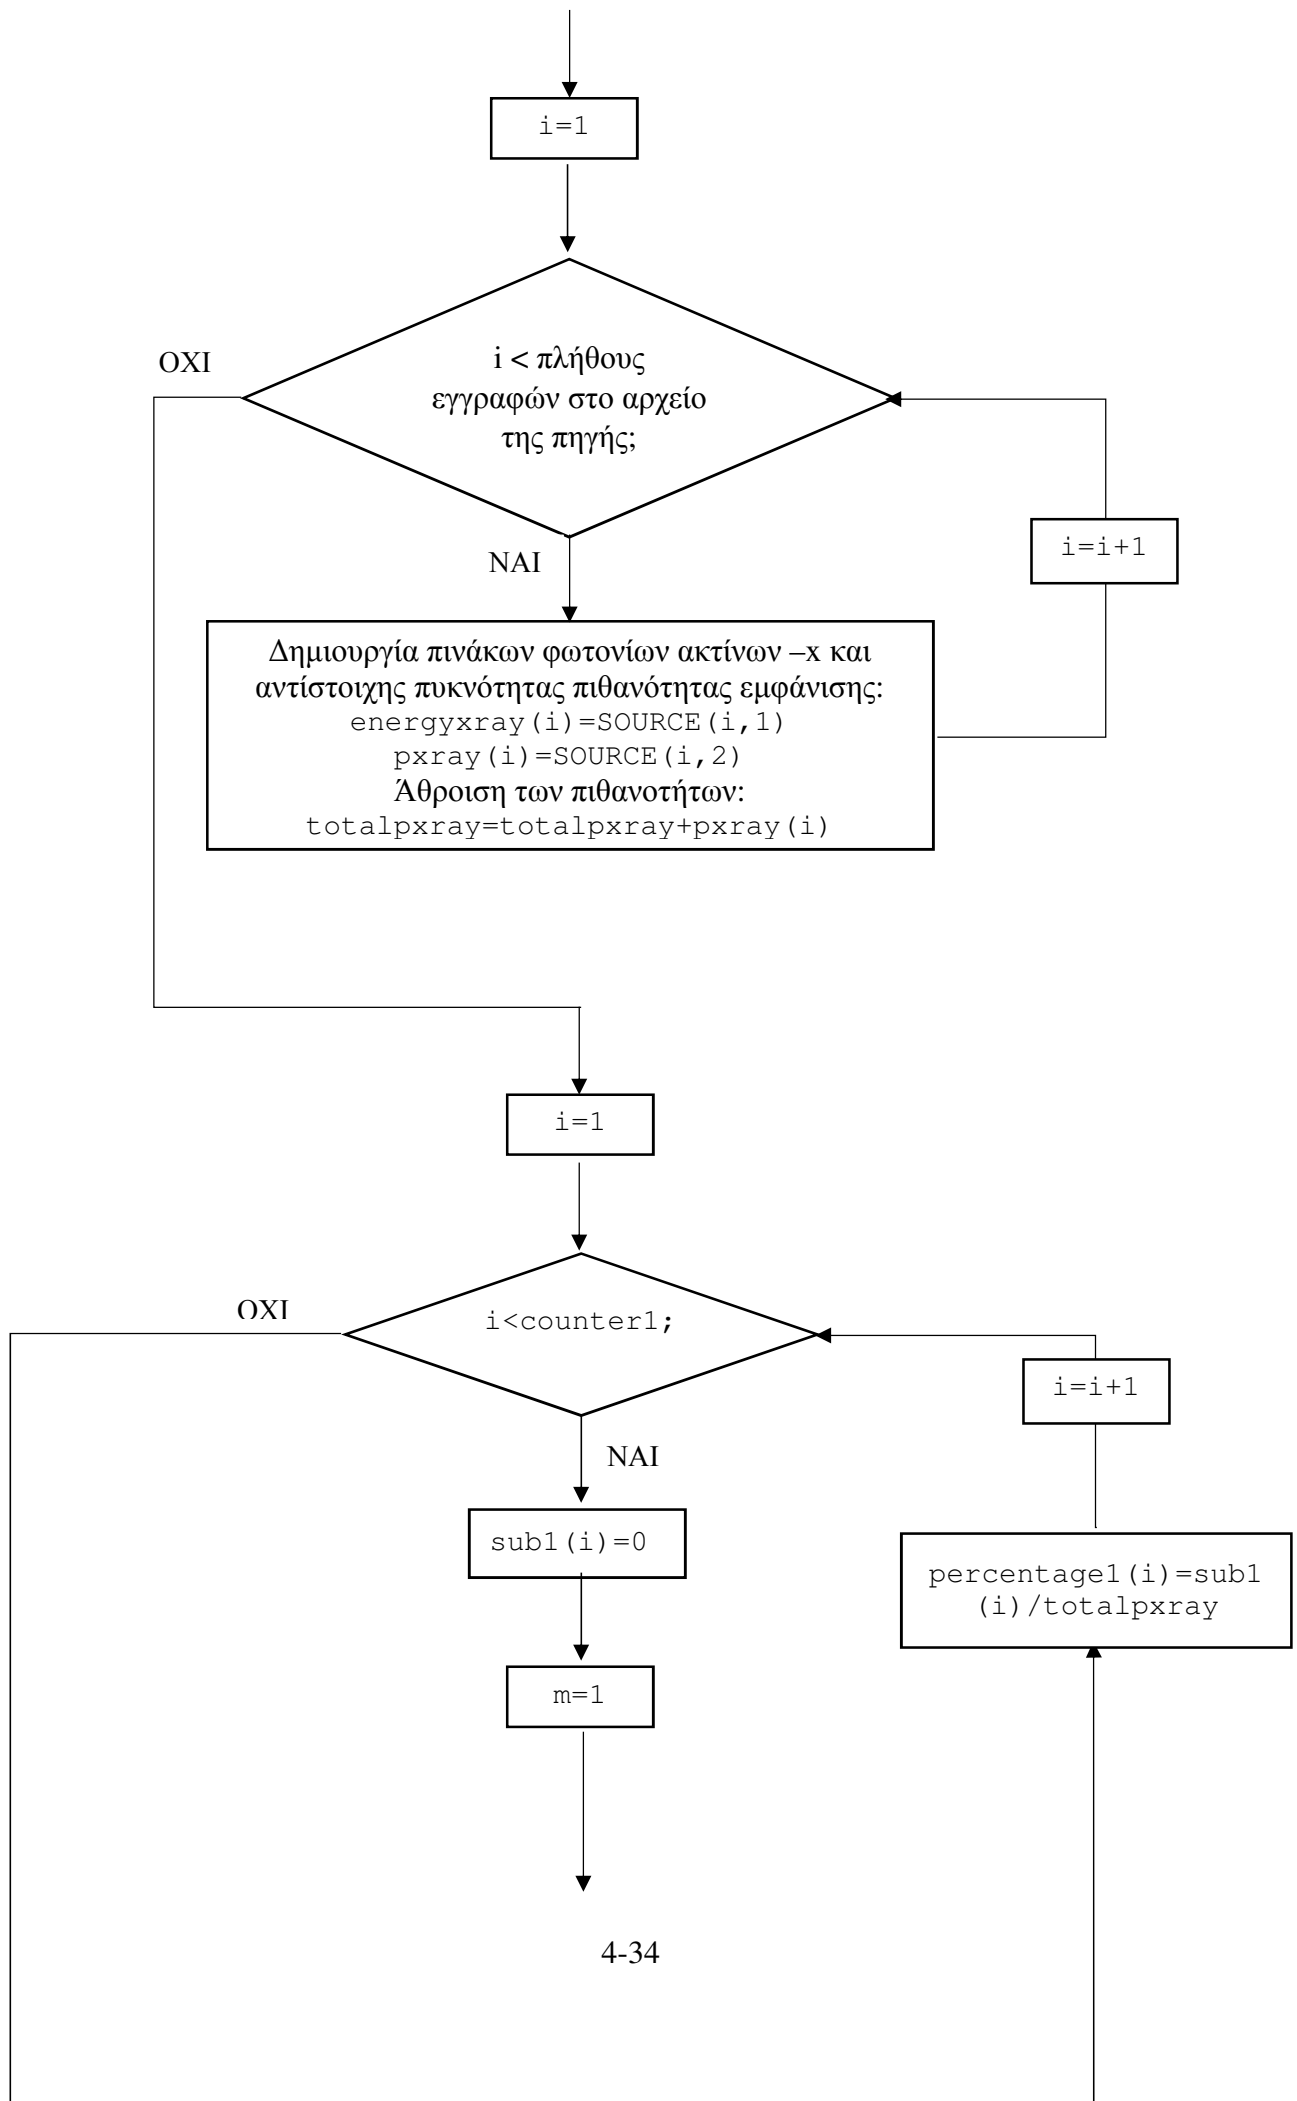 i=1
ΟΧΙ
i < πλήθους
εγγραφών στο αρχείο
της πηγής;
i=i+1
ΝΑΙ
Δημιουργία πινάκων φωτονίων ακτίνων –x και
αντίστοιχης πυκνότητας πιθανότητας εμφάνισης:
energyxray(i)=SOURCE(i,1)
pxray(i)=SOURCE(i,2)
Άθροιση των πιθανοτήτων:
totalpxray=totalpxray+pxray(i)
i=1
ΟΧΙ
i<counter1;
i=i+1
ΝΑΙ
sub1(i)=0
percentage1(i)=sub1
(i)/totalpxray
m=1
4-34